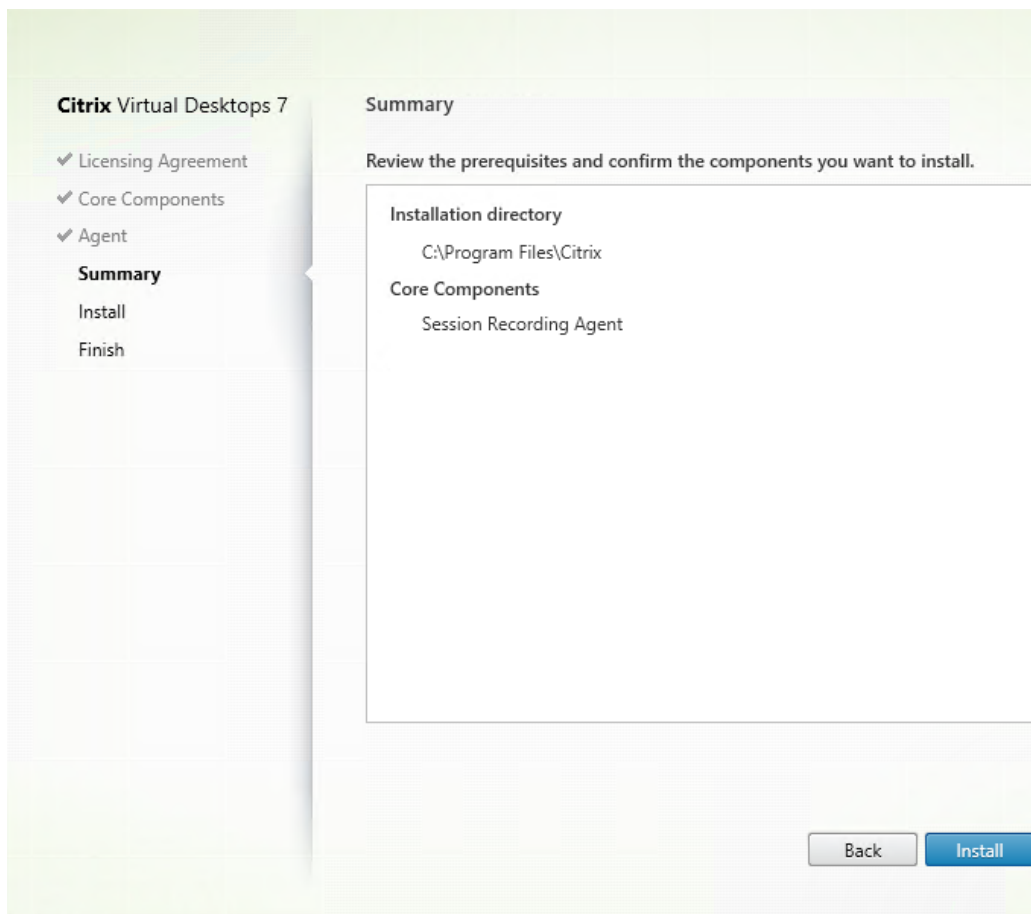 Citrix Virtual Desktops 7
Licensing Agreement
Core Components
Agent
Summary
Install
Finish
Summary
Review the prerequisites and confirm the components you want to install.
Installation directory
C:\Program Files\Citrix
Core Components
Session Recording Agent
Back
Install